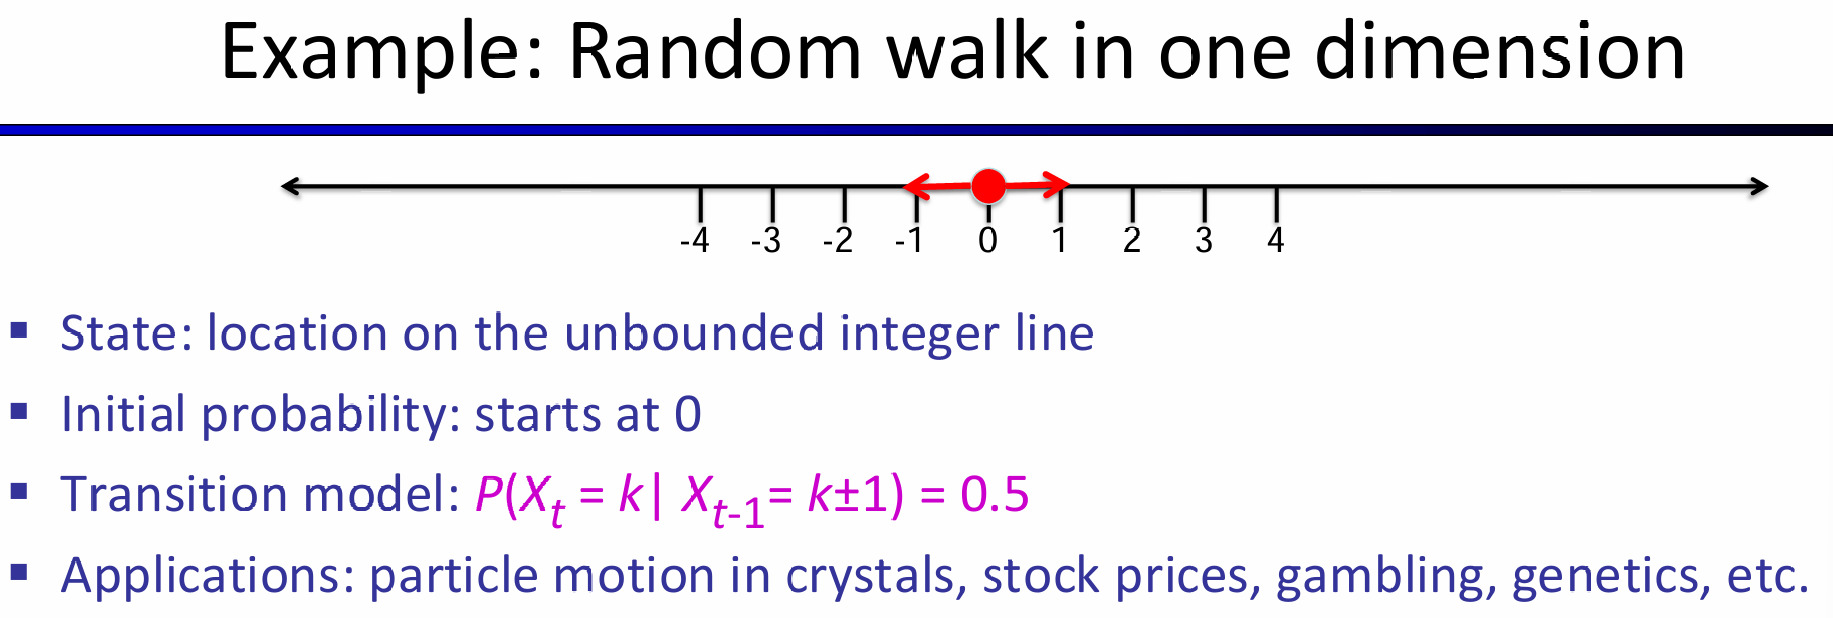 Example: Random walk in one dimension
-4 -3 -2 -1 0 1 2 3 4
▪ State: location on the unbounded integer line
▪ Initial probability: starts at 0
▪ Transition model: P(X_t = k | X_{t-1} = k±1) = 0.5
▪ Applications: particle motion in crystals, stock prices, gambling, genetics, etc.